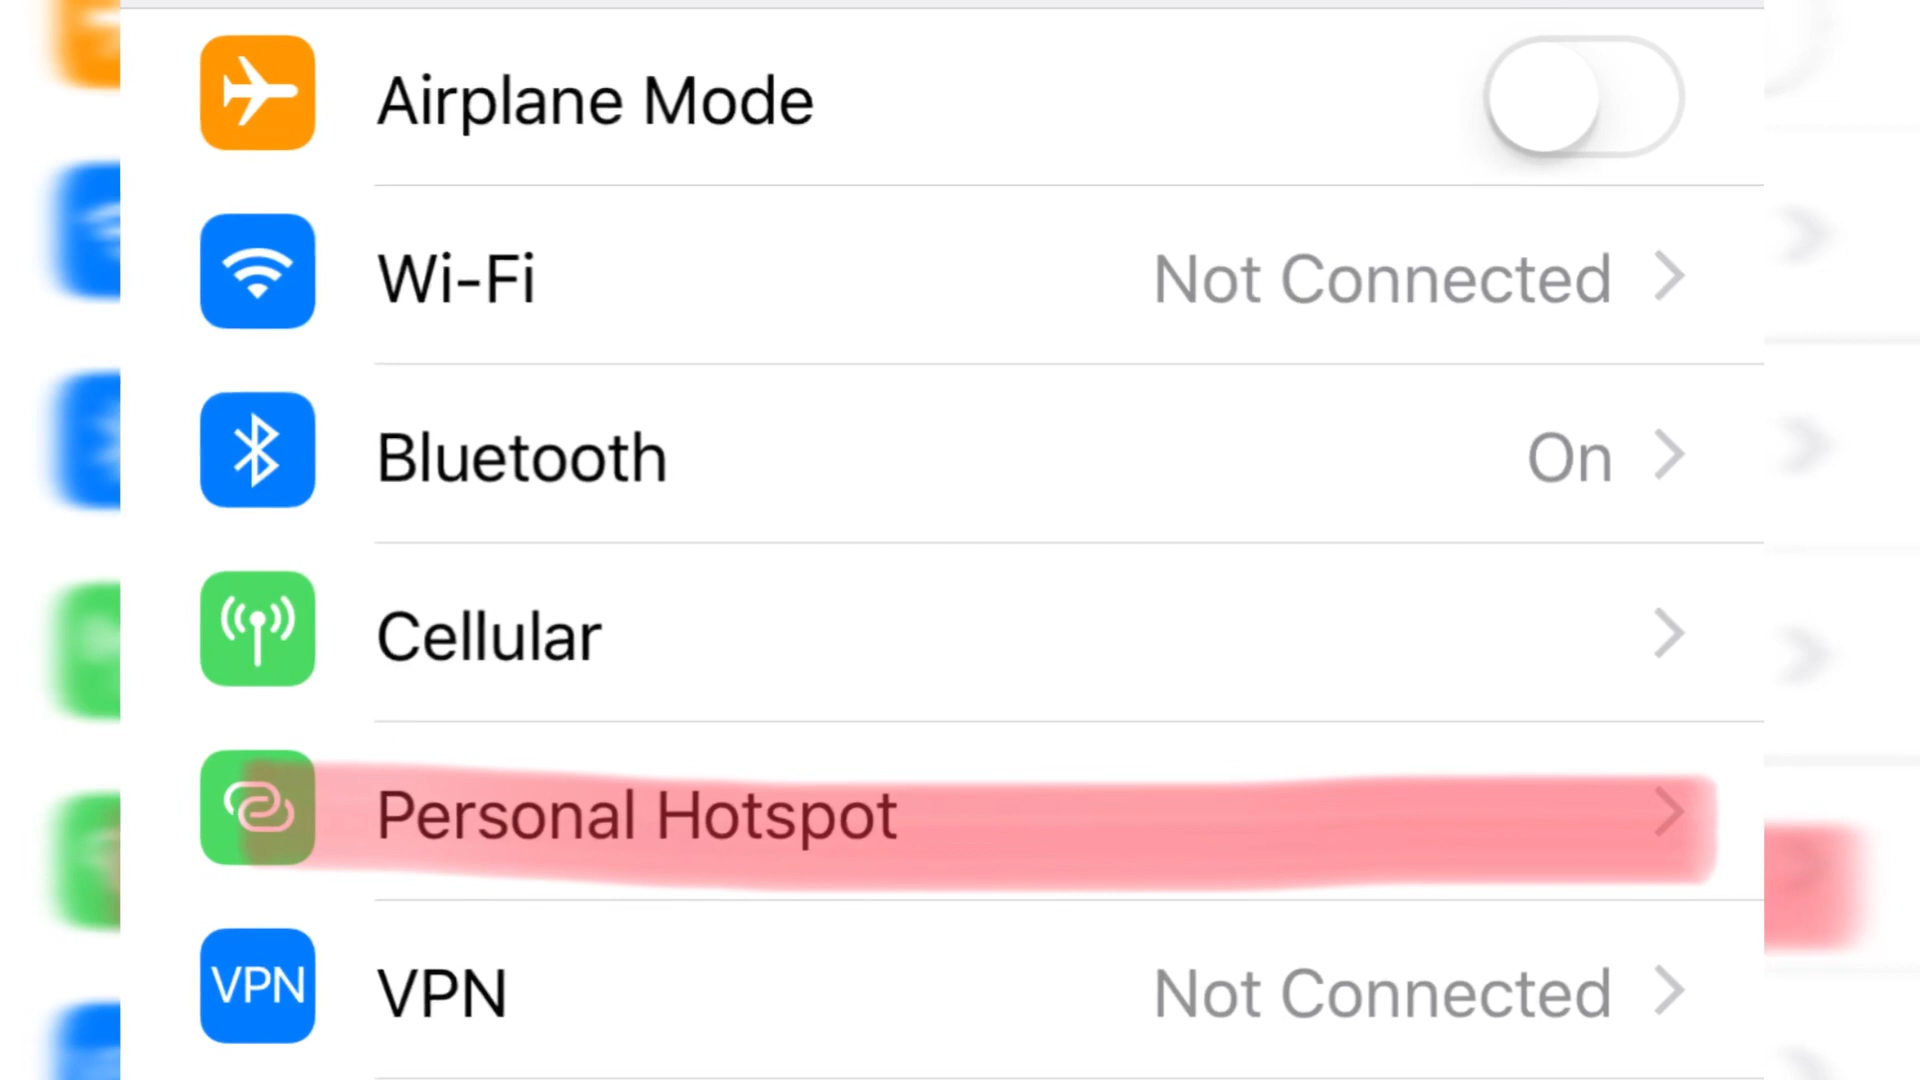 Airplane Mode
Wi-Fi Not Connected
Bluetooth On
Cellular
Personal Hotspot
VPN VPN Not Connected